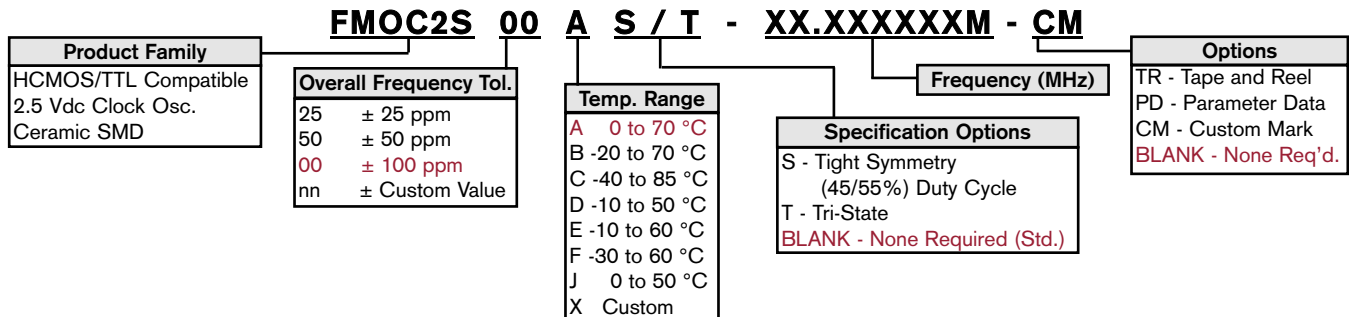 FMOC2S 00 A S / T - XX.XXXXXXM - CM
Product Family
HCMOS/TTL Compatible
2.5 Vdc Clock Osc.
Ceramic SMD
Overall Frequency Tol.
25 ± 25 ppm
50 ± 50 ppm
00 ± 100 ppm
nn ± Custom Value
Temp. Range
A 0 to 70 °C
B -20 to 70 °C
C -40 to 85 °C
D -10 to 50 °C
E -10 to 60 °C
F -30 to 60 °C
J 0 to 50 °C
X Custom
Specification Options
S - Tight Symmetry
(45/55%) Duty Cycle
T - Tri-State
BLANK - None Required (Std.)
Frequency (MHz)
Options
TR - Tape and Reel
PD - Parameter Data
CM - Custom Mark
BLANK - None Req'd.